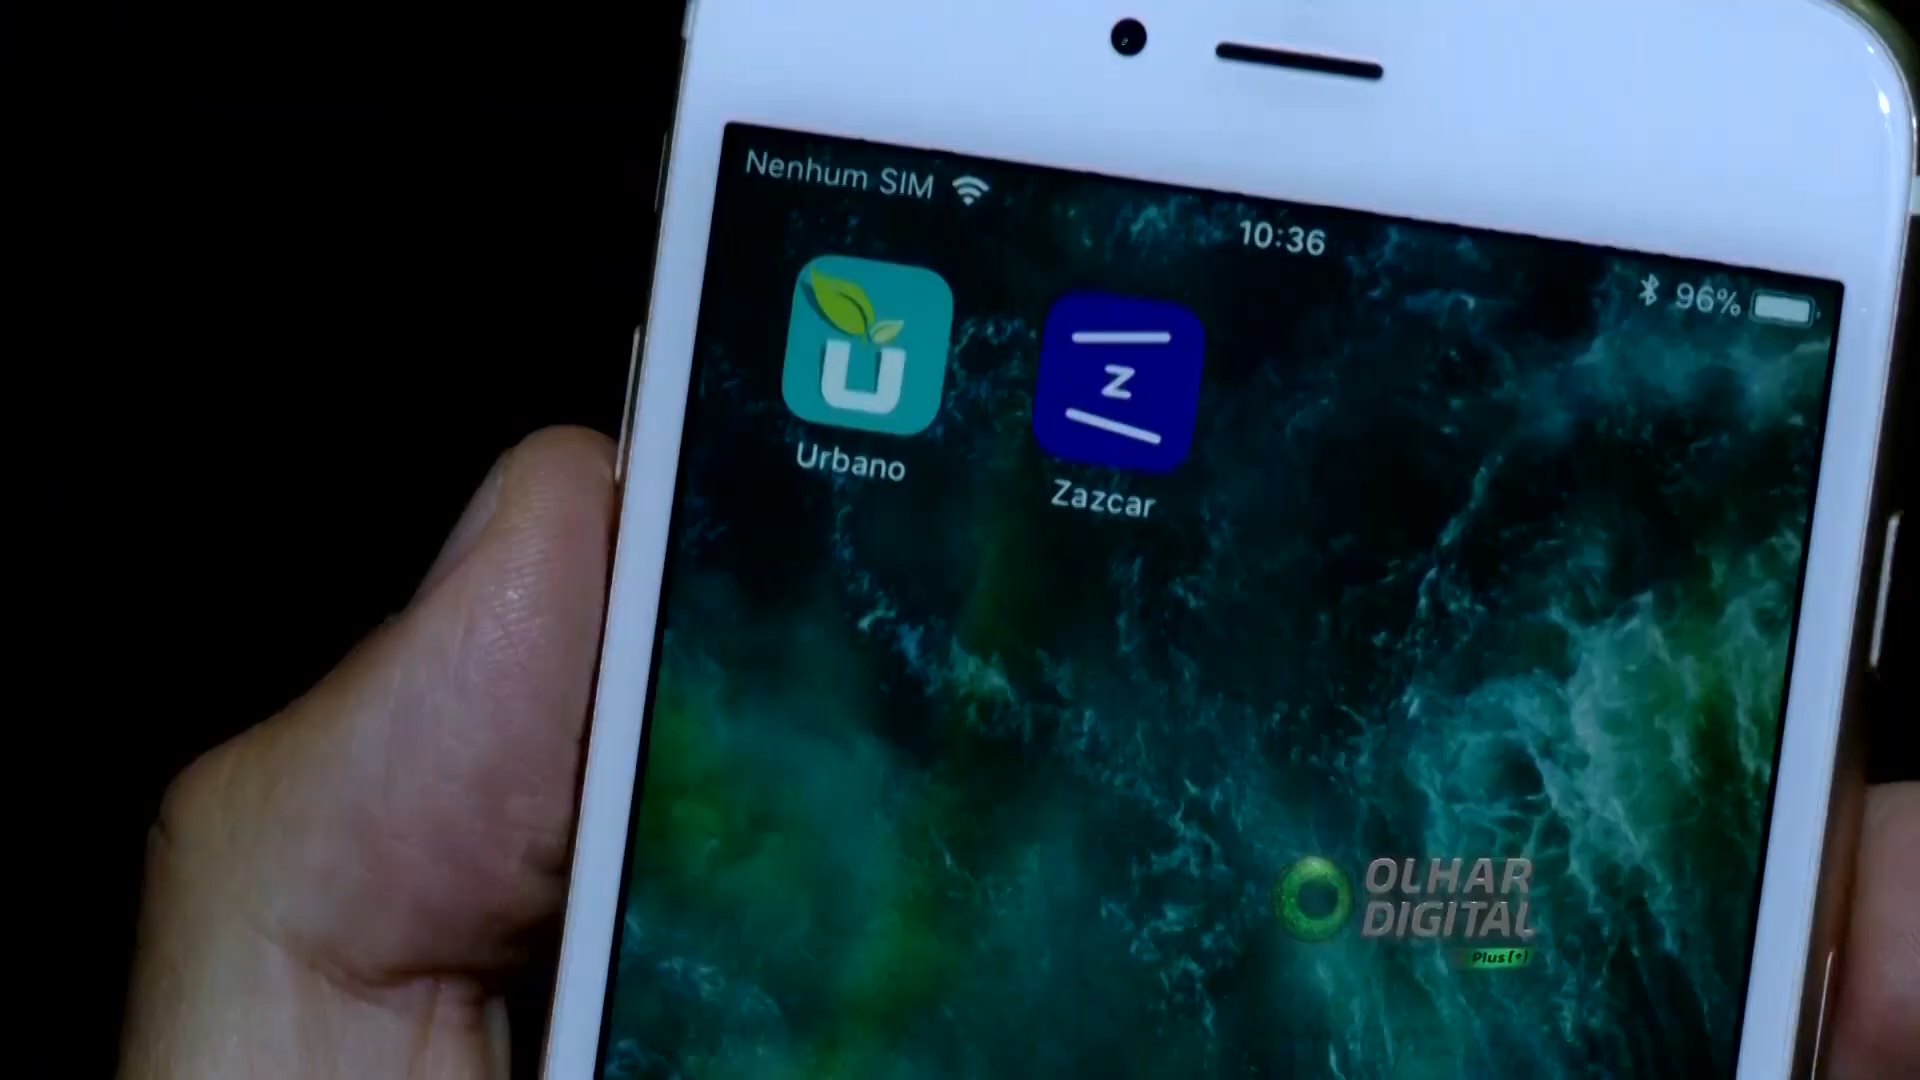 Nenhum SIM
10:36
96%
U
Urbano
z
Zazcar
OLHAR
DIGITAL
Plus[+]